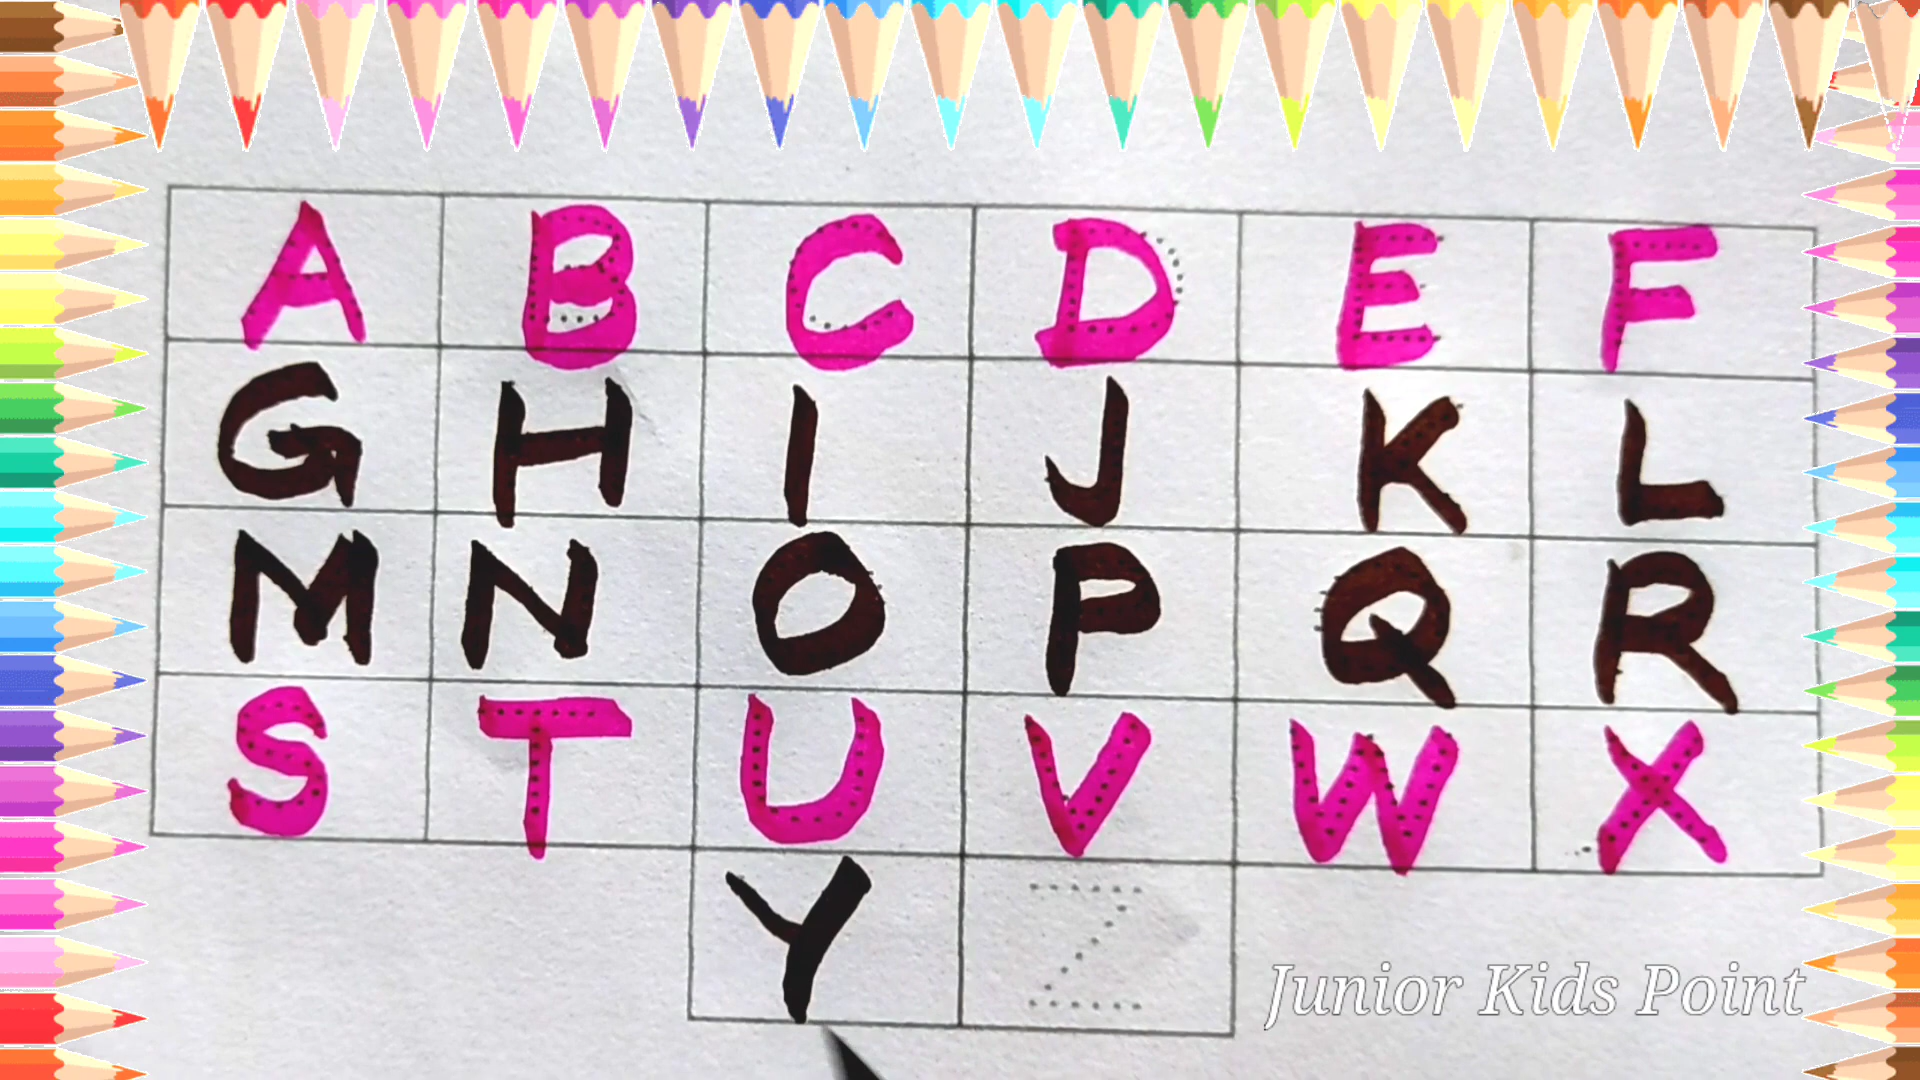 A B C D E F
G H I J K L
M N O P Q R
S T U V W X
Y Z
Junior Kids Point